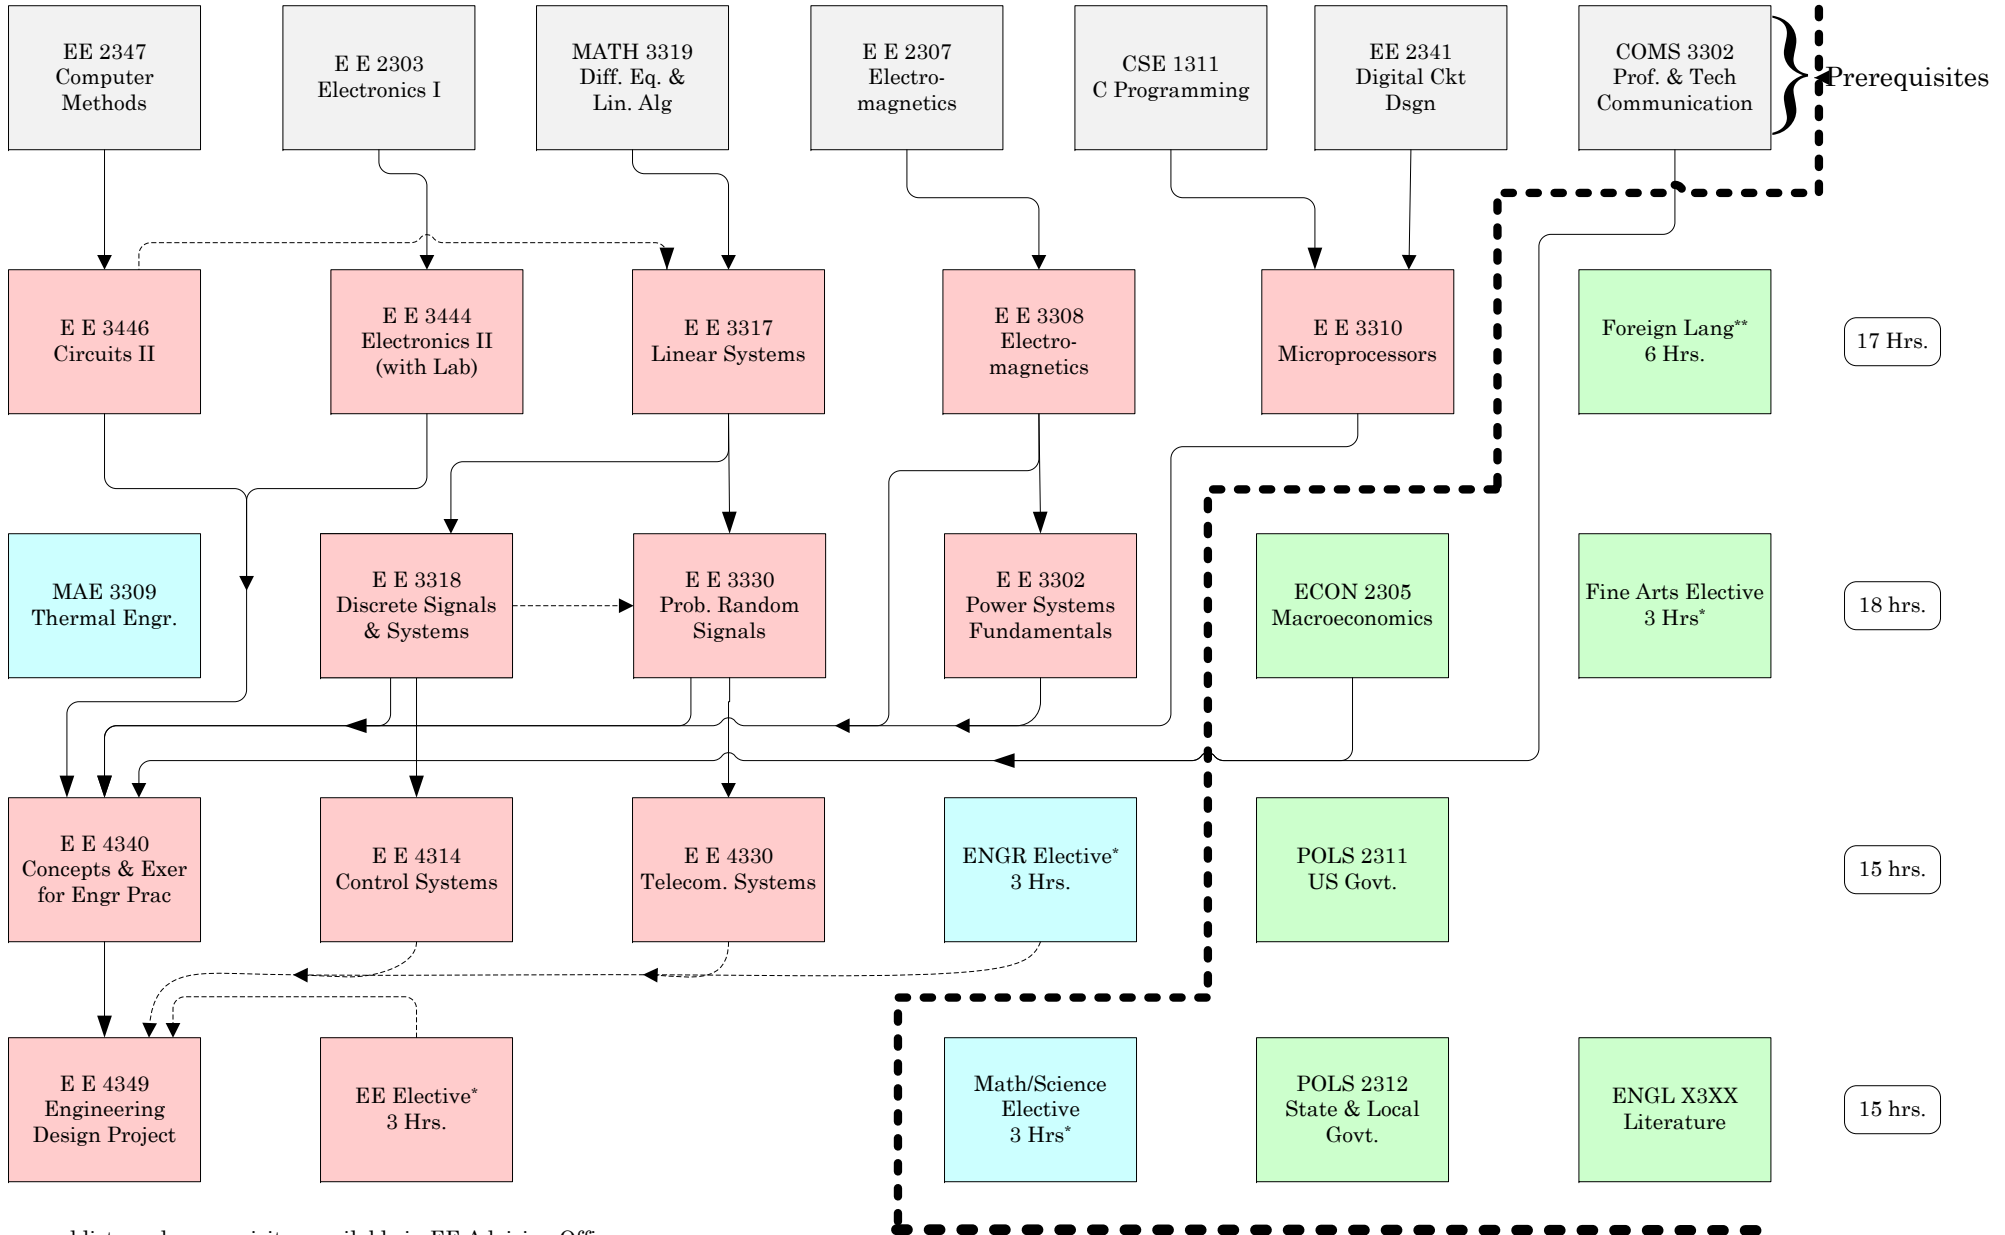 EE 2347
Computer
Methods
E E 2303
Electronics I
MATH 3319
Diff. Eq. &
Lin. Alg
E E 2307
Electro-
magnetics
CSE 1311
C Programming
EE 2341
Digital Ckt
Dsgn
COMS 3302
Prof. & Tech
Communication
Prerequisites
E E 3446
Circuits II
E E 3444
Electronics II
(with Lab)
E E 3317
Linear Systems
E E 3308
Electro-
magnetics
E E 3310
Microprocessors
Foreign Lang**
6 Hrs.
17 Hrs.
MAE 3309
Thermal Engr.
E E 3318
Discrete Signals
& Systems
E E 3330
Prob. Random
Signals
E E 3302
Power Systems
Fundamentals
ECON 2305
Macroeconomics
Fine Arts Elective
3 Hrs*
18 hrs.
E E 4340
Concepts & Exer
for Engr Prac
E E 4314
Control Systems
E E 4330
Telecom. Systems
ENGR Elective*
3 Hrs.
POLS 2311
US Govt.
15 hrs.
E E 4349
Engineering
Design Project
EE Elective*
3 Hrs.
Math/Science
Elective
3 Hrs*
POLS 2312
State & Local
Govt.
ENGL X3XX
Literature
15 hrs.